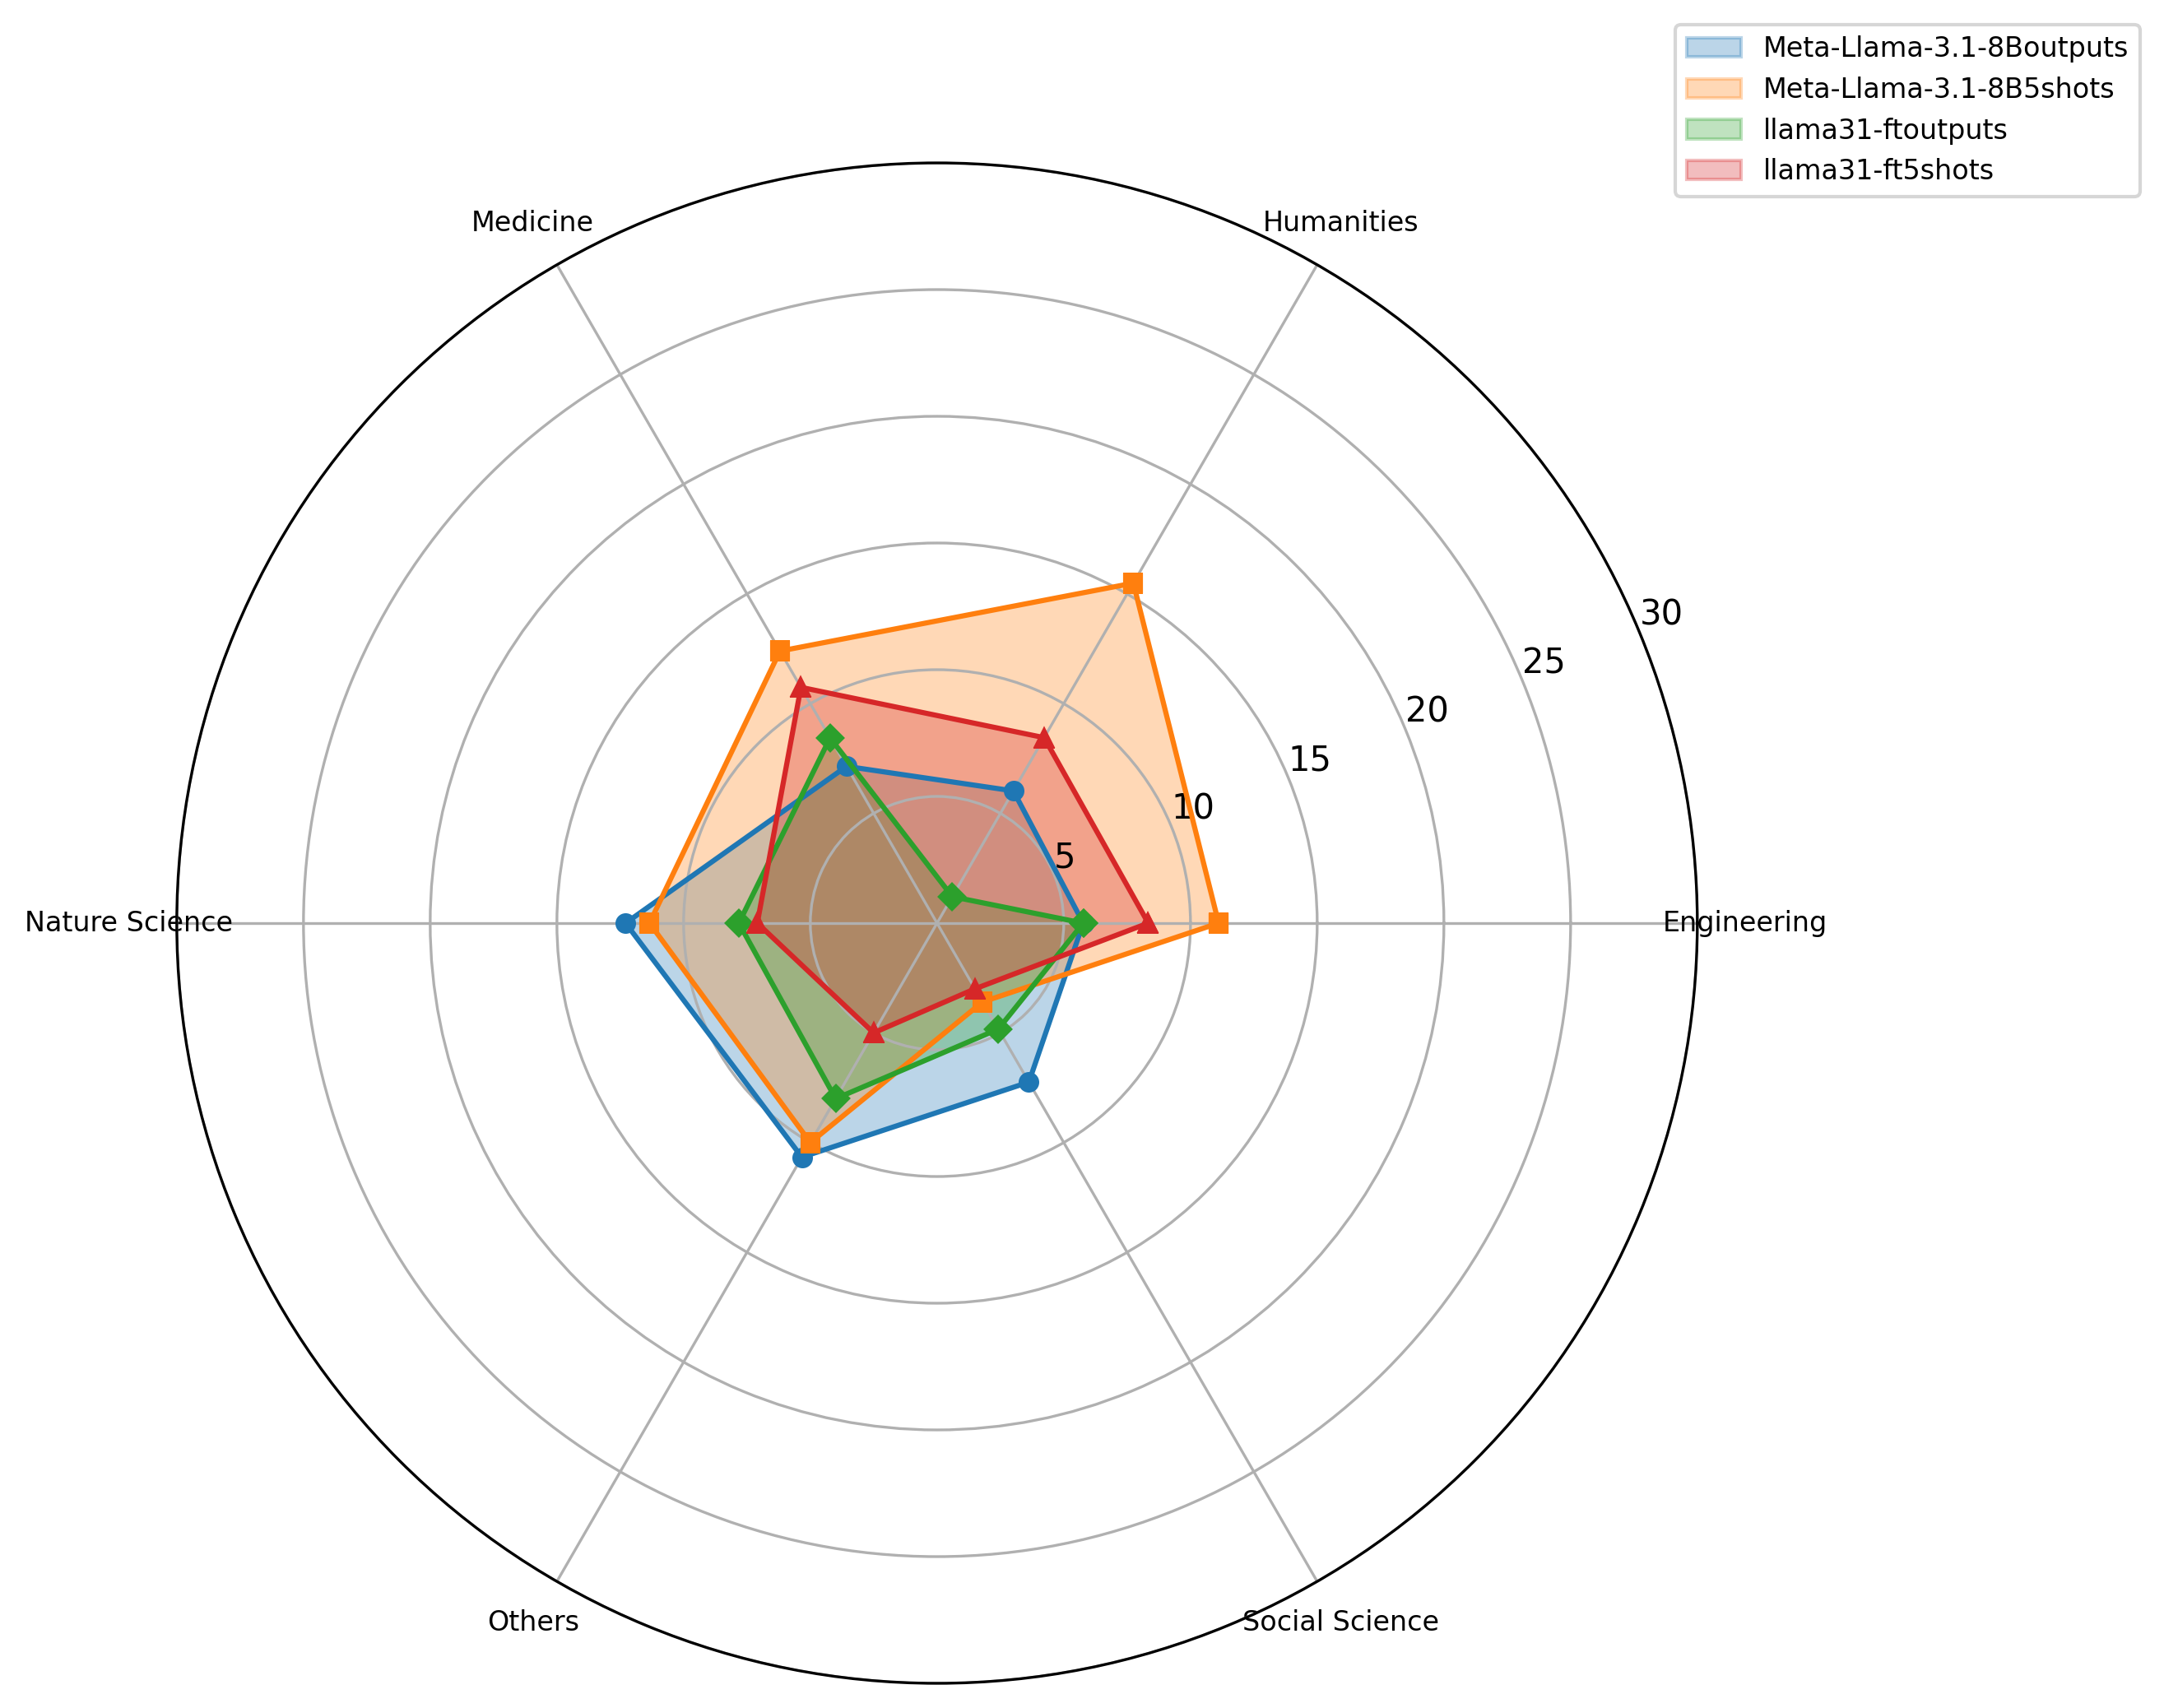 Meta-Llama-3.1-8Boutputs
Meta-Llama-3.1-8B5shots
llama31-ftoutputs
llama31-ft5shots
Medicine
Humanities
30
25
20
15
10
5
Nature Science
Engineering
Others
Social Science